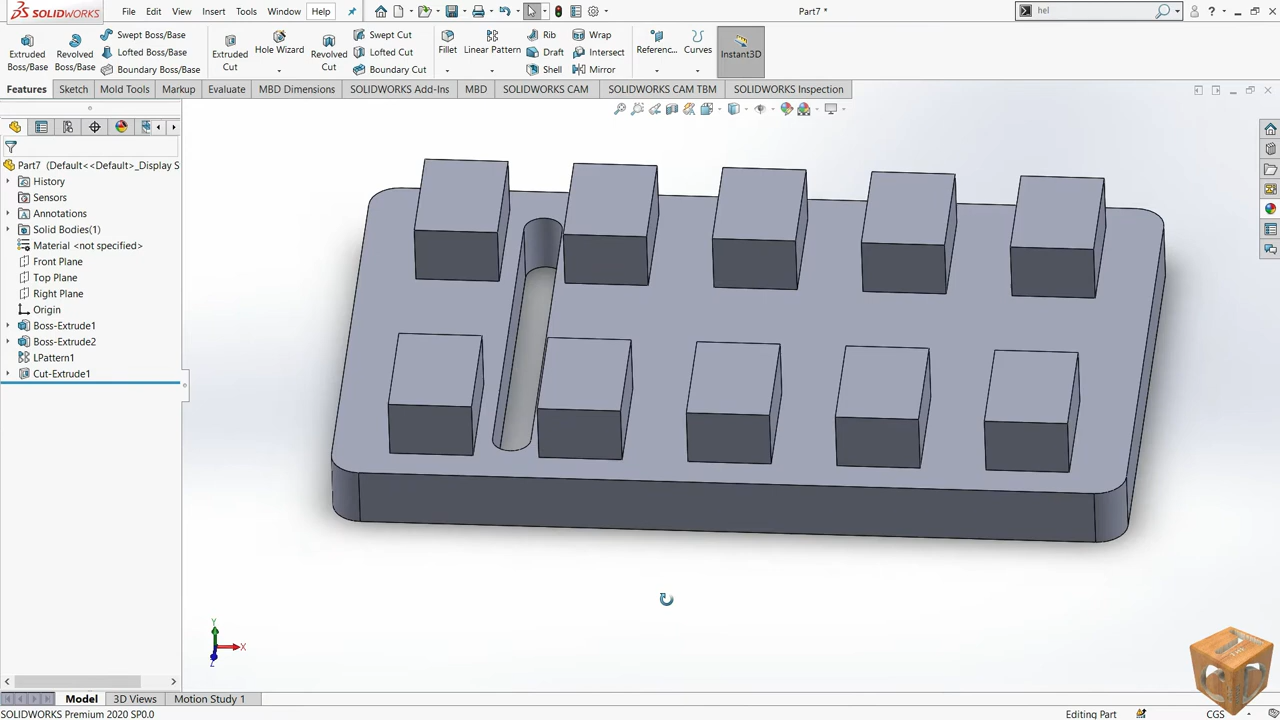 SOLIDWORKS File Edit View Insert Tools Window Help Part7 * hel
Extruded Boss/Base
Revolved Boss/Base
Swept Boss/Base
Lofted Boss/Base
Boundary Boss/Base
Extruded Cut
Hole Wizard
Revolved Cut
Swept Cut
Lofted Cut
Boundary Cut
Fillet
Linear Pattern
Rib
Draft
Shell
Wrap
Intersect
Mirror
Referenc...
Curves
Instant3D
Features Sketch Mold Tools Markup Evaluate MBD Dimensions SOLIDWORKS Add-Ins MBD SOLIDWORKS CAM SOLIDWORKS CAM TBM SOLIDWORKS Inspection
Part7 (Default<<Default>_Display S
History
Sensors
Annotations
Solid Bodies(1)
Material <not specified>
Front Plane
Top Plane
Right Plane
Origin
Boss-Extrude1
Boss-Extrude2
LPattern1
Cut-Extrude1
Y
X
Z
Model 3D Views Motion Study 1
SOLIDWORKS Premium 2020 SP0.0 Editing Part CGS